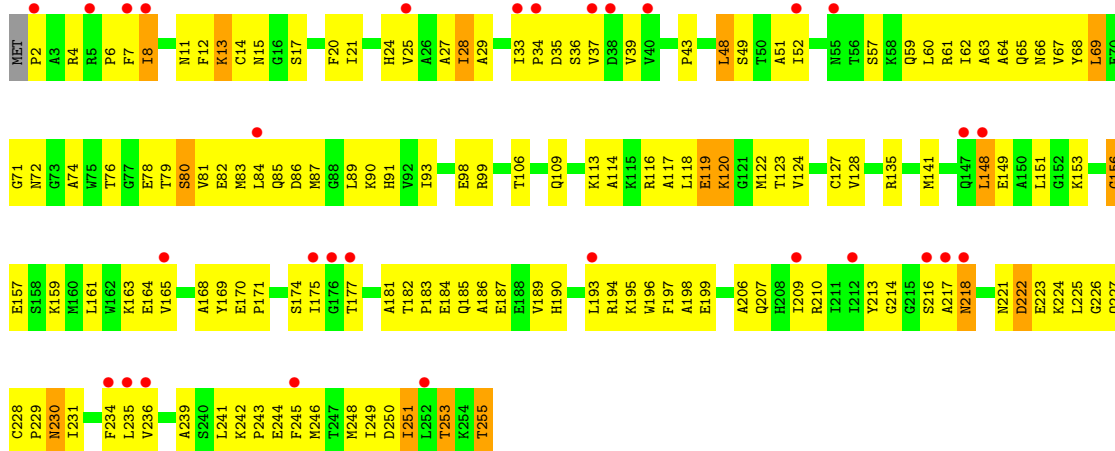 MET P2 A3 R4 R5 P6 F7 I8 N11 F12 K13 C14 N15 G16 S17 F20 I21 H24 V25 A26 A27 I28 A29 I33 P34 D35 S36 V37 D38 V39 V40 P43 L48 S49 T50 A51 I52 N55 T56 S57 K58 Q59 L60 R61 I62 A63 A64 Q65 N66 V67 Y68 L69 E70
G71 N72 G73 A74 W75 T76 G77 E78 T79 S80 V81 E82 M83 L84 Q85 D86 M87 G88 L89 K90 H91 V92 I93 E98 R99 T106 Q109 K113 A114 K115 R116 A117 L118 E119 K120 G121 M122 T123 V124 C127 V128 R135 M141 Q147 L148 E149 A150 L151 G152 K153 G156
E157 S158 K159 M160 L161 W162 K163 E164 V165 A168 Y169 E170 P171 S174 I175 G176 T177 A181 T182 P183 E184 Q185 A186 E187 E188 V189 H190 L193 R194 K195 W196 F197 A198 E199 A206 Q207 H208 I209 R210 I211 I212 Y213 G214 G215 S216 A217 N218 N221 D222 E223 K224 L225 G226 Q227
C228 P229 N230 I231 F234 L235 V236 A239 S240 L241 K242 P243 E244 F245 M246 T247 M248 I249 D250 I251 L252 T253 K254 T255